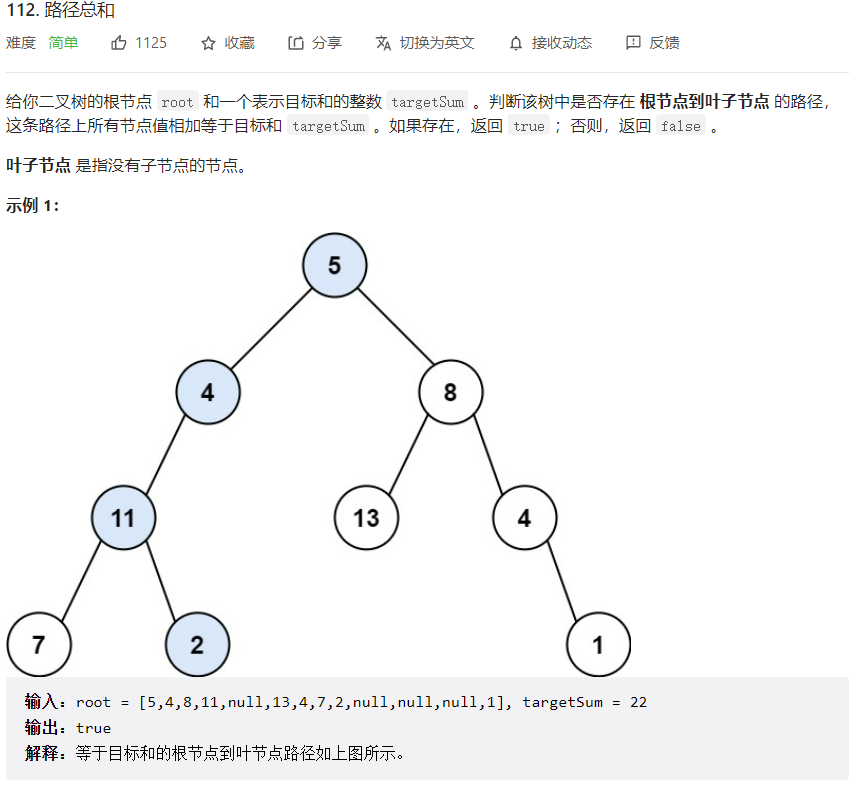 112. 路径总和
难度 简单 1125 收藏 分享 切换为英文 接收动态 反馈
给你二叉树的根节点 root 和一个表示目标和的整数 targetSum 。判断该树中是否存在 根节点到叶子节点 的路径，
这条路径上所有节点值相加等于目标和 targetSum 。如果存在，返回 true ；否则，返回 false 。
叶子节点 是指没有子节点的节点。
示例 1：
5
4 8
11 13 4
7 2 1
输入：root = [5,4,8,11,null,13,4,7,2,null,null,null,1], targetSum = 22
输出：true
解释：等于目标和的根节点到叶节点路径如上图所示。